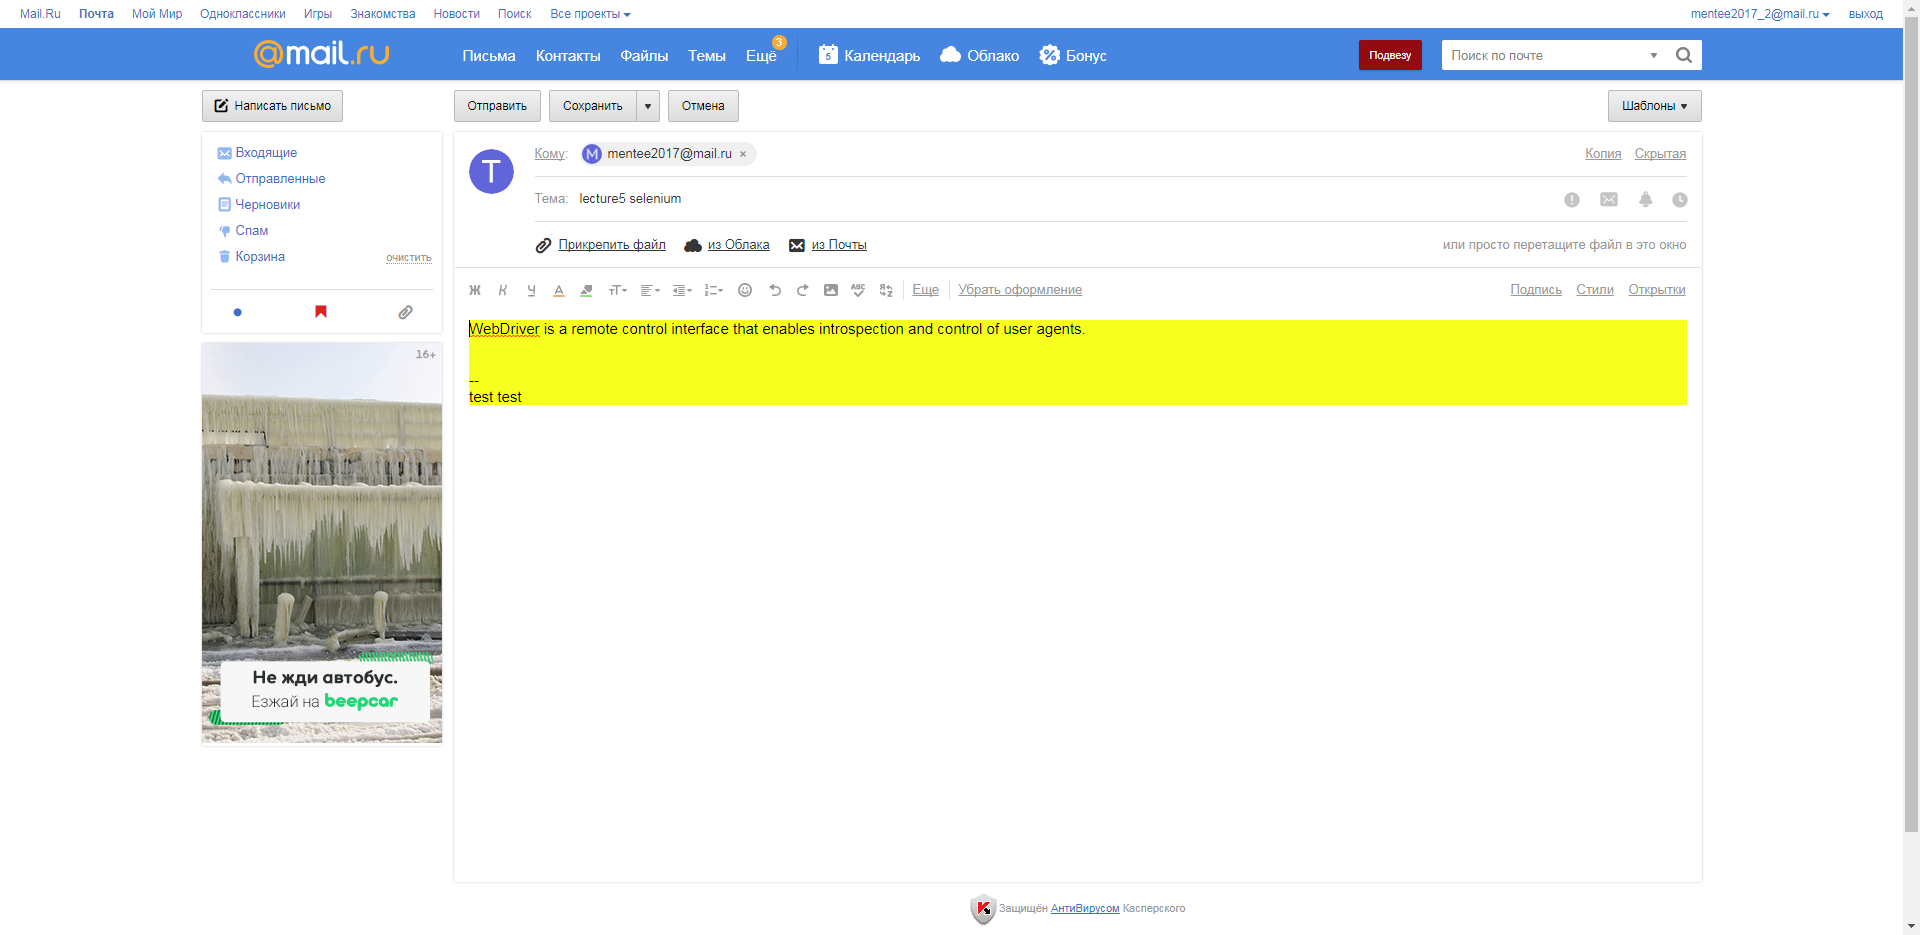 Mail.Ru Почта Мой Мир Одноклассники Игры Знакомства Новости Поиск Все проекты mentee2017_2@mail.ru выход
@mail.ru Письма Контакты Файлы Темы Ещё 3 5 Календарь Облако Бонус Подвезу Поиск по почте
Написать письмо Отправить Сохранить Отмена Шаблоны
Входящие
Отправленные
Черновики
Спам
Корзина очистить
16+
Не жди автобус.
Езжай на beepcar
T
Кому: M mentee2017@mail.ru × Копия Скрытая
Тема: lecture5 selenium
Прикрепить файл из Облака из Почты или просто перетащите файл в это окно
Ж К Ч A тТ ABC Еще Убрать оформление Подпись Стили Открытки
WebDriver is a remote control interface that enables introspection and control of user agents.
--
test test
Защищён АнтиВирусом Касперского